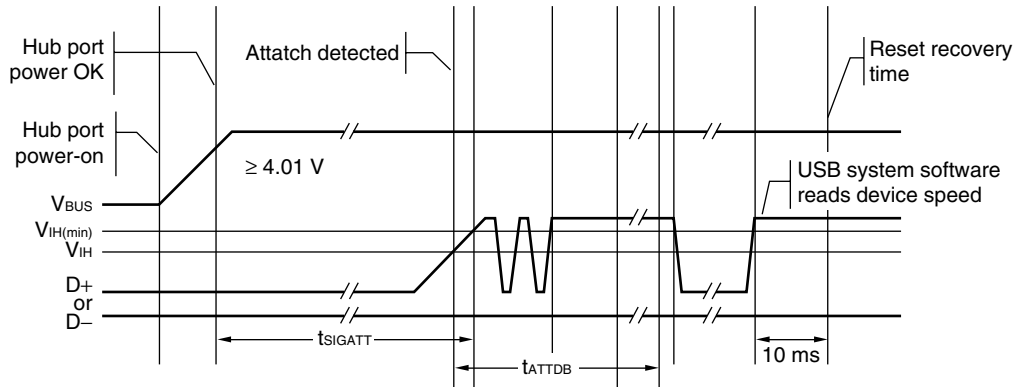 Hub port
power OK
Attatch detected
Reset recovery
time
Hub port
power-on
≥ 4.01 V
USB system software
reads device speed
VBUS
VIH(min)
VIH
D+
or
D–
tSIGATT
tATTDB
10 ms